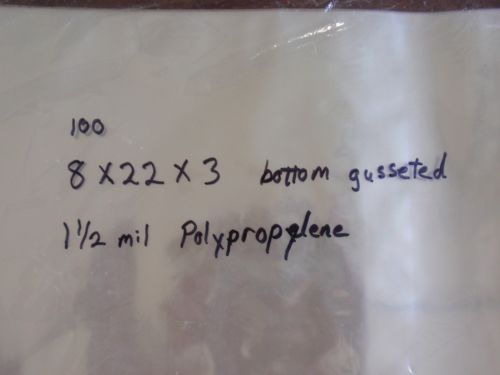 100
8 x 22 x 3 bottom gusseted
1 1/2 mil Polypropylene